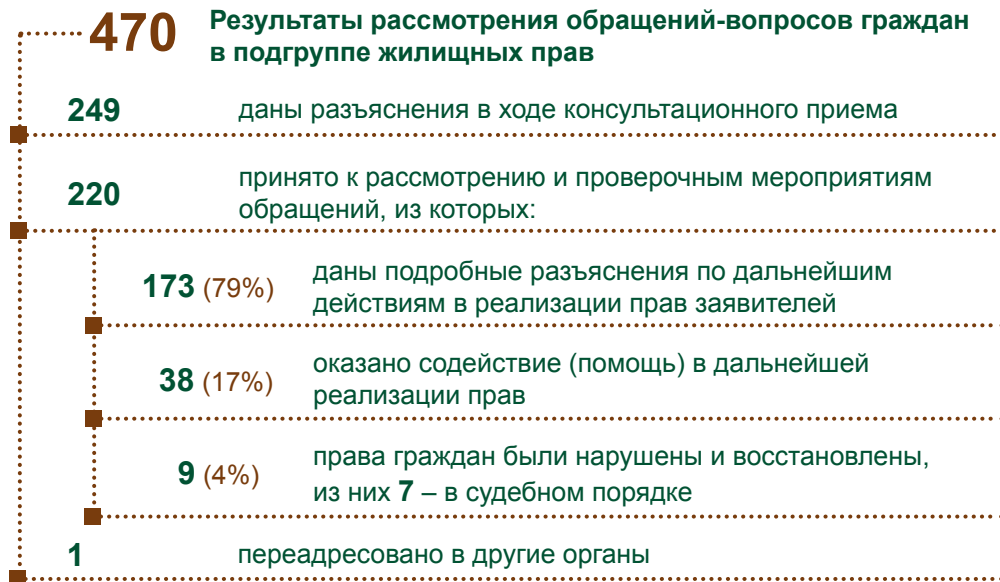 470 Результаты рассмотрения обращений-вопросов граждан
в подгруппе жилищных прав
249 даны разъяснения в ходе консультационного приема
220 принято к рассмотрению и проверочным мероприятиям
обращений, из которых:
173 (79%) даны подробные разъяснения по дальнейшим
действиям в реализации прав заявителей
38 (17%) оказано содействие (помощь) в дальнейшей
реализации прав
9 (4%) права граждан были нарушены и восстановлены,
из них 7 – в судебном порядке
1 переадресовано в другие органы